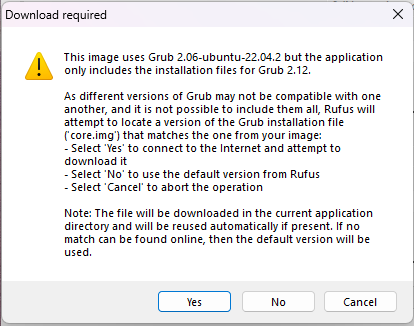 Download required
This image uses Grub 2.06-ubuntu-22.04.2 but the application
only includes the installation files for Grub 2.12.
As different versions of Grub may not be compatible with one
another, and it is not possible to include them all, Rufus will
attempt to locate a version of the Grub installation file
('core.img') that matches the one from your image:
- Select 'Yes' to connect to the Internet and attempt to
download it
- Select 'No' to use the default version from Rufus
- Select 'Cancel' to abort the operation
Note: The file will be downloaded in the current application
directory and will be reused automatically if present. If no
match can be found online, then the default version will be
used.
Yes
No
Cancel